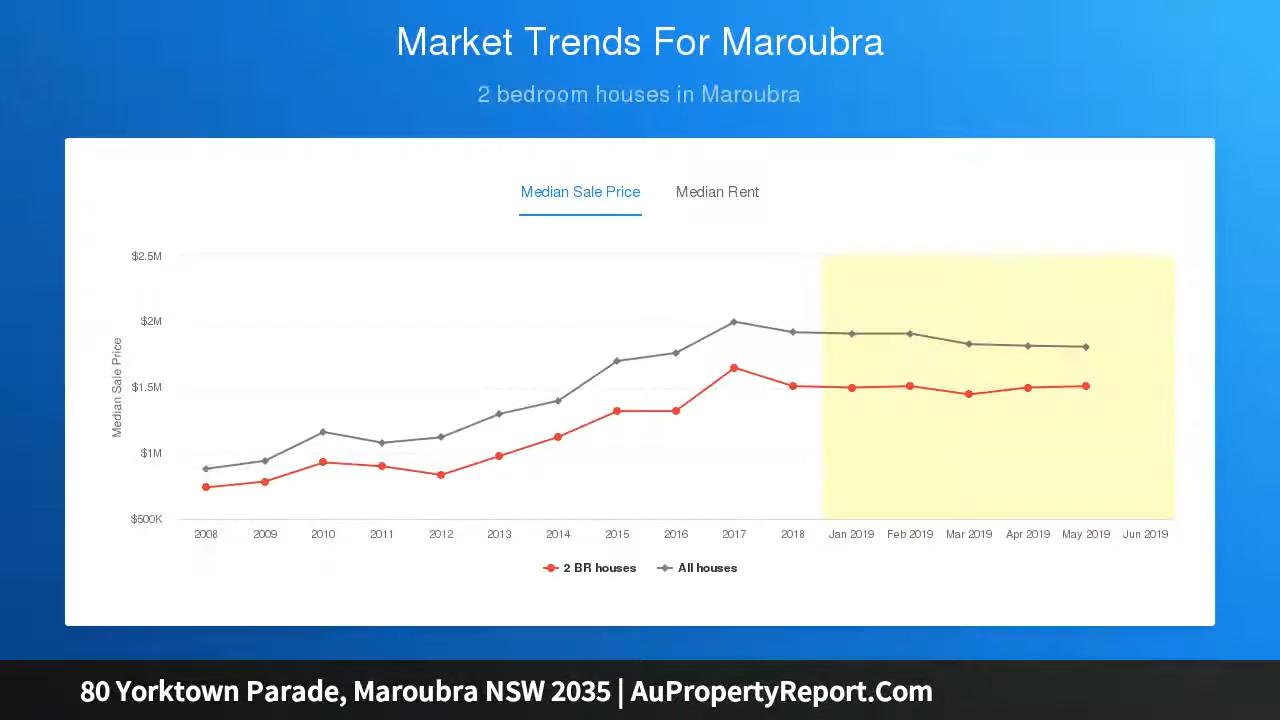 Market Trends For Maroubra
2 bedroom houses in Maroubra
Median Sale Price Median Rent
Median Sale Price
$2.5M
$2M
$1.5M
$1M
$500K
2008 2009 2010 2011 2012 2013 2014 2015 2016 2017 2018 Jan 2019 Feb 2019 Mar 2019 Apr 2019 May 2019 Jun 2019
2 BR houses All houses
80 Yorktown Parade, Maroubra NSW 2035 | AuPropertyReport.Com